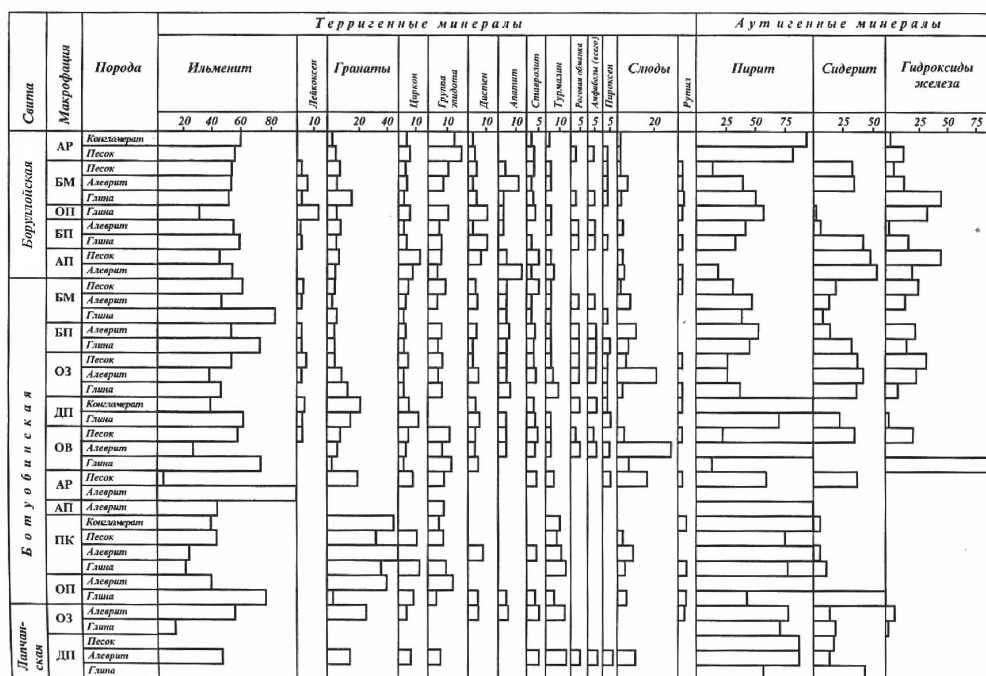 Терригенные минералы Аутигенные минералы
Свита Макрофация Порода Ильменит Лейкоксен Гранаты Циркон Группа эпидота Дистен Апатит Ставролит Турмалин Роговая обманка Амфиболы (всего) Пироксен Слюды Рутил Пирит Сидерит Гидроксиды железа
20 40 60 80 10 20 40 10 10 10 10 5 10 5 5 5 20 5 25 50 75 25 50 25 50 75
Боруллойская АР Конгломерат
Песок
БМ Песок
Алеврит
Глина
ОП Глина
БП Алеврит
Глина
АП Песок
Алеврит
Ботуобинская БМ Песок
Алеврит
Глина
БП Алеврит
Глина
ОЗ Песок
Алеврит
Глина
ДП Конгломерат
Глина
ОВ Песок
Алеврит
Глина
АР Песок
Алеврит
АП Алеврит
ПК Конгломерат
Песок
Алеврит
Глина
ОП Алеврит
Глина
Лапчанская ОЗ Алеврит
Глина
ДП Песок
Алеврит
Глина